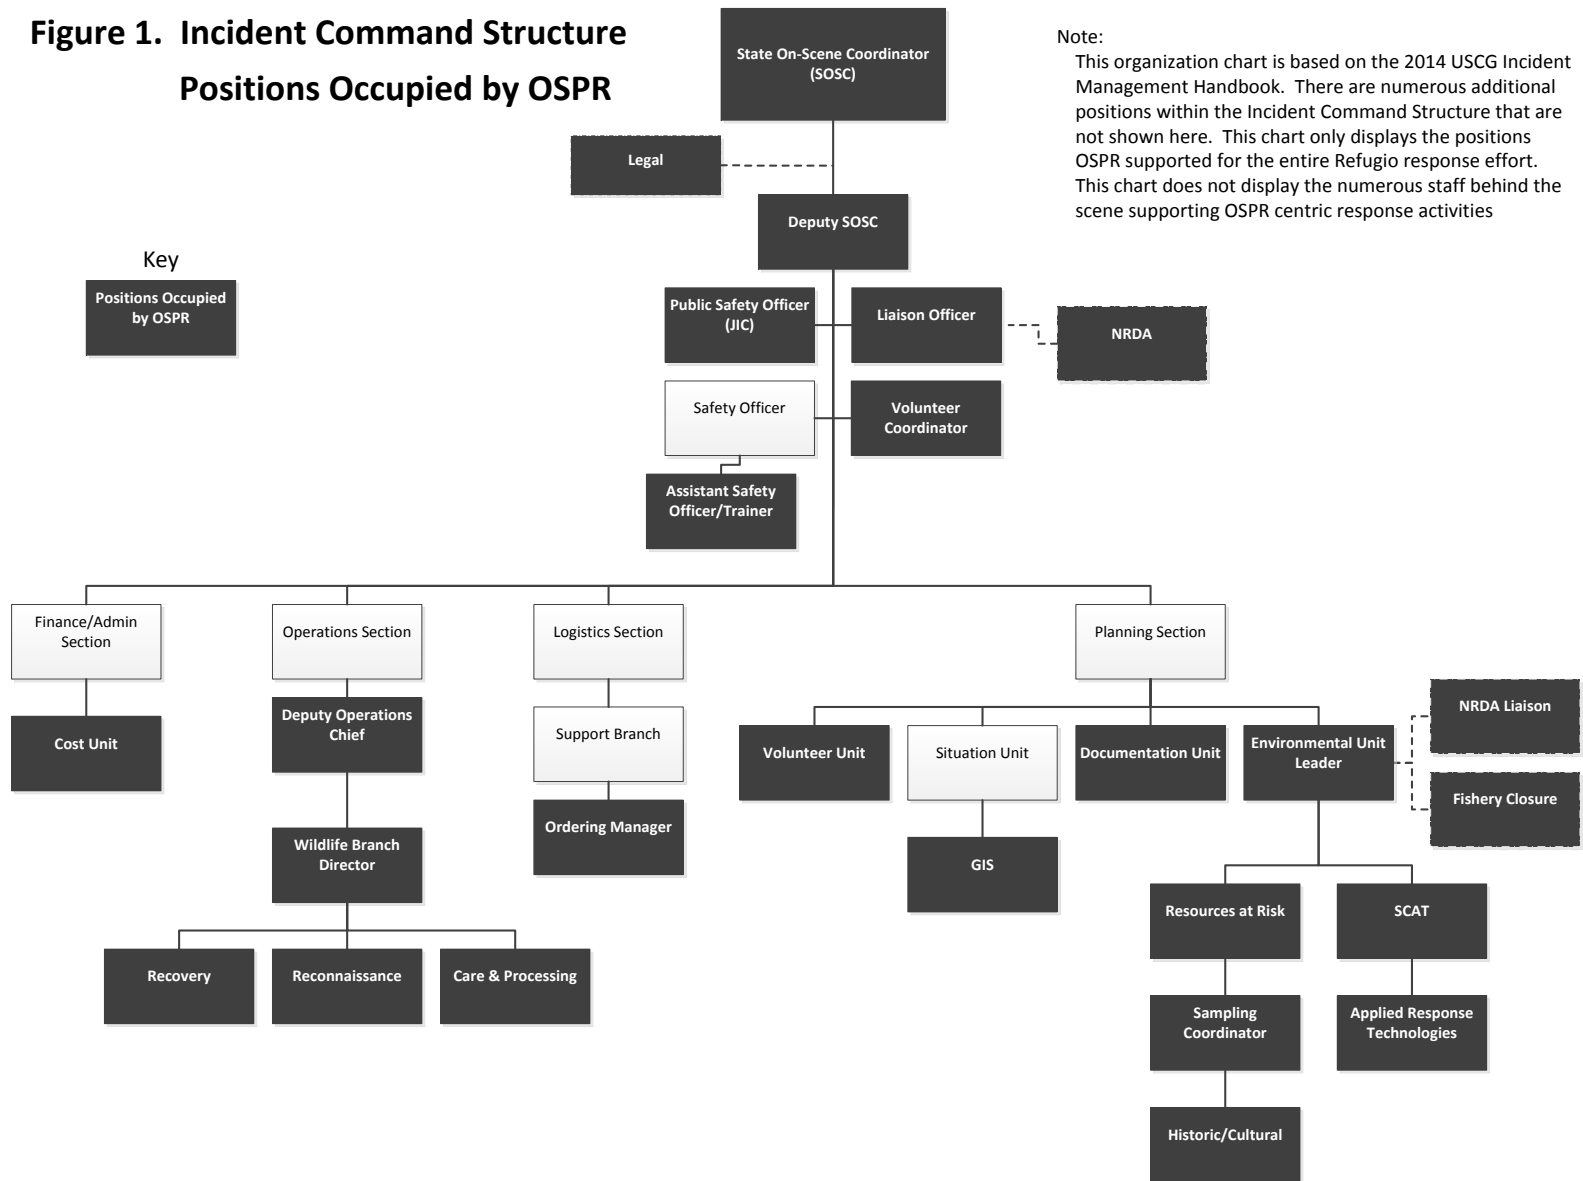 Figure 1.  Incident Command Structure
Positions Occupied by OSPR
State On-Scene Coordinator
(SOSC)
Note:
This organization chart is based on the 2014 USCG Incident
Management Handbook.  There are numerous additional
positions within the Incident Command Structure that are
not shown here.  This chart only displays the positions
OSPR supported for the entire Refugio response effort.
This chart does not display the numerous staff behind the
scene supporting OSPR centric response activities
Legal
Deputy SOSC
Key
Positions Occupied
by OSPR
Public Safety Officer
(JIC)
Liaison Officer
NRDA
Safety Officer
Volunteer
Coordinator
Assistant Safety
Officer/Trainer
Finance/Admin
Section
Operations Section
Logistics Section
Planning Section
Cost Unit
Deputy Operations
Chief
Support Branch
Volunteer Unit
Situation Unit
Documentation Unit
Environmental Unit
Leader
NRDA Liaison
Fishery Closure
Ordering Manager
Wildlife Branch
Director
GIS
Resources at Risk
SCAT
Recovery
Reconnaissance
Care & Processing
Sampling
Coordinator
Applied Response
Technologies
Historic/Cultural